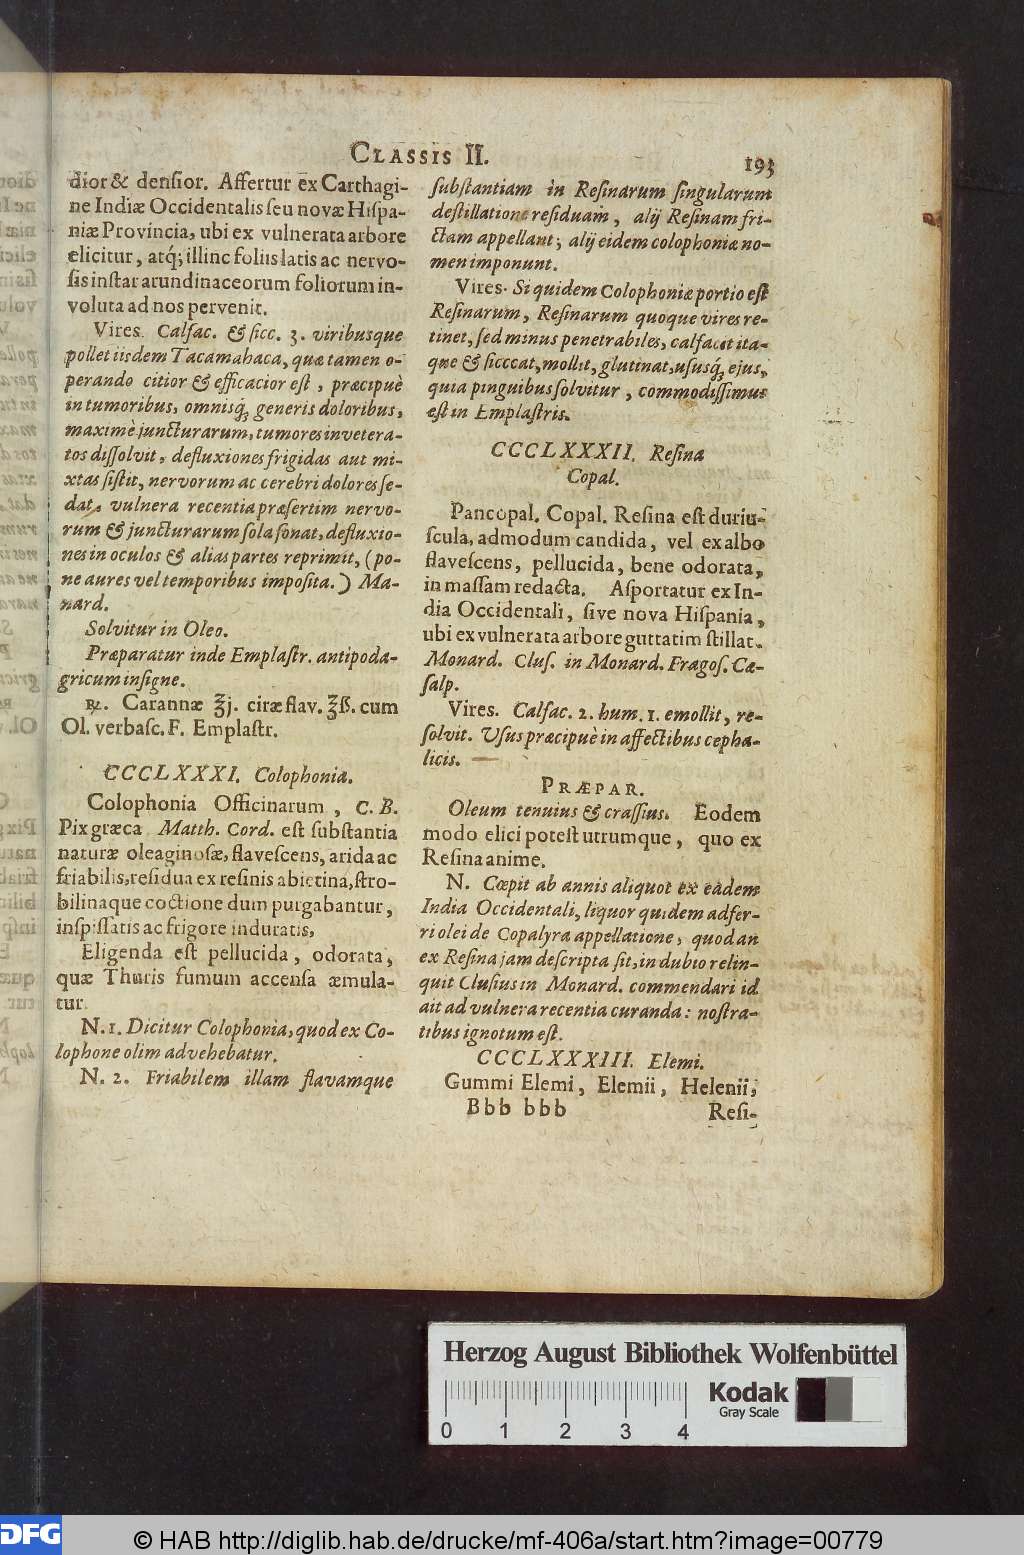 CLASSIS II.
193
dior & densior. Affertur ex Carthagi-
ne Indiæ Occidentalis ſeu novæ Hiſpa-
niæ Provincia, ubi ex vulnerata arbore
elicitur, atq́; illinc foliis latis ac nervo-
ſis inſtar arundinaceorum foliorum in-
voluta ad nos pervenit.
Vires. Calfac. & ſicc. 3. viribusque
pollet iisdem Tacamahaca, quæ tamen o-
perando citior & efficacior eſt, præcipuè
in tumoribus, omnisq́; generis doloribus,
maximè juncturarum, tumores invetera-
tos diſſolvit, defluxiones frigidas aut mi-
xtas ſiſtit, nervorum ac cerebri dolores ſe-
dat, vulnera recentia præſertim nervo-
rum & juncturarum ſola ſonat, defluxio-
nes in oculos & alias partes reprimit, (po-
ne aures vel temporibus impoſita.) Ma-
nard.
Solvitur in Oleo.
Præparatur inde Emplaſtr. antipoda-
gricum inſigne.
℞. Carannæ ℥j. ciræ flav. ℥ß. cum
Ol. verbaſc. F. Emplaſtr.
CCCLXXXI. Colophonia.
Colophonia Officinarum, C. B.
Pix græca Matth. Cord. eſt ſubſtantia
naturæ oleaginoſæ, flaveſcens, arida ac
friabilis, reſidua ex reſinis abietina, ſtro-
bilinaque coctione dum purgabantur,
inſpiſſatis ac frigore induratis,
Eligenda eſt pellucida, odorata,
quæ Thuris fumum accenſa æmula-
tur
N. 1. Dicitur Colophonia, quod ex Co-
lophone olim advehebatur.
N. 2. Friabilem illam flavamque
ſubſtantiam in Reſinarum ſingularum
deſtillatione reſiduam, alij Reſinam fri-
ctam appellant; alij eidem colophoniæ no-
men imponunt.
Vires. Siquidem Colophoniæ portio eſt
Reſinarum, Reſinarum quoque vires re-
tinet, ſed minus penetrabiles, calfacit ita-
que & ſicccat, mollit, glutinat, uſusq́; ejus,
quia pinguibus ſolvitur, commodiſſimus
eſt in Emplaſtris.
CCCLXXXII. Reſina
Copal.
Pancopal. Copal. Reſina eſt duriu-
ſcula, admodum candida, vel ex albo
flaveſcens, pellucida, bene odorata,
in maſſam redacta. Aſportatur ex In-
dia Occidentali, ſive nova Hiſpania,
ubi ex vulnerata arbore guttatim ſtillat.
Monard. Cluſ. in Monard. Fragoſ. Cæ-
ſalp.
Vires. Calfac. 2. hum. 1. emollit, re-
ſolvit. Uſus præcipuè in affectibus cepha-
licis.
PRÆPAR.
Oleum tenuius & craſſius. Eodem
modo elici poteſt utrumque, quo ex
Reſina anime.
N. Cœpit ab annis aliquot ex eadem
India Occidentali, liquor quidem adfer-
ri olei de Copalyra appellatione, quod an
ex Reſina jam deſcripta ſit, in dubio relin-
quit Cluſius in Monard. commendari id
ait ad vulnera recentia curanda: noſtra-
tibus ignotum eſt.
CCCLXXXIII. Elemi.
Gummi Elemi, Elemii, Helenii,
Bbb bbb
Reſi-
Herzog August Bibliothek Wolfenbüttel
Kodak
Gray Scale
0 1 2 3 4
DFG
© HAB http://diglib.hab.de/drucke/mf-406a/start.htm?image=00779